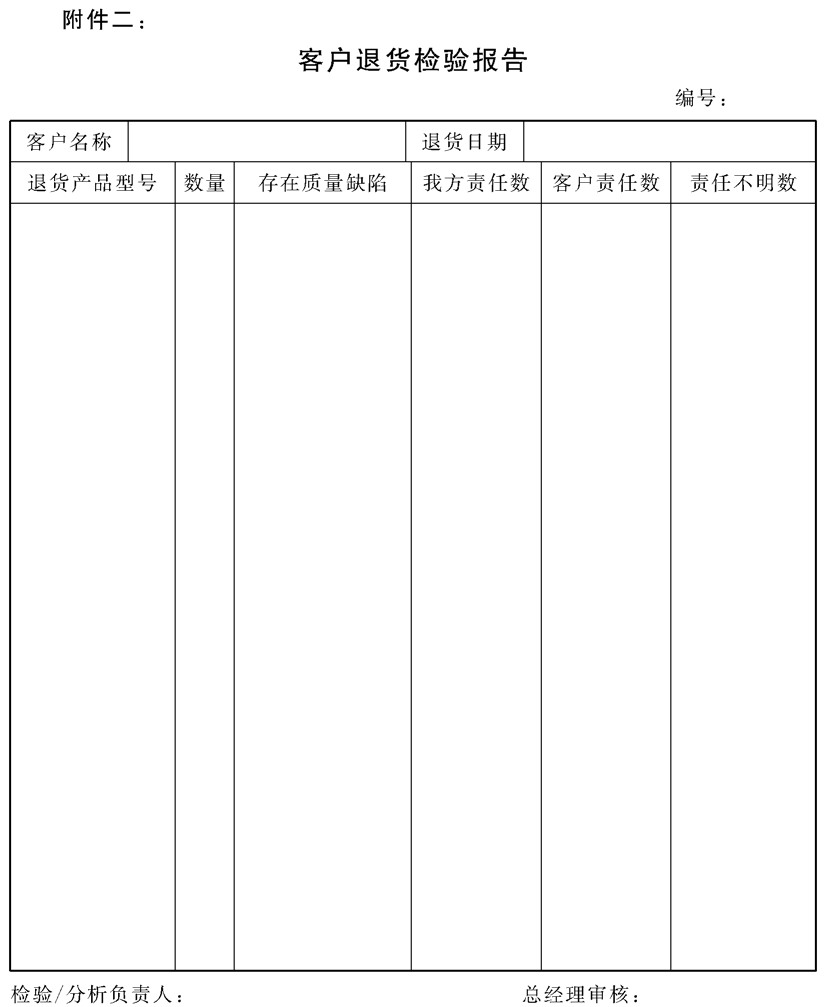 附件二：
客户退货检验报告
编号：
客户名称 退货日期
退货产品型号 数量 存在质量缺陷 我方责任数 客户责任数 责任不明数
检验/分析负责人： 总经理审核：